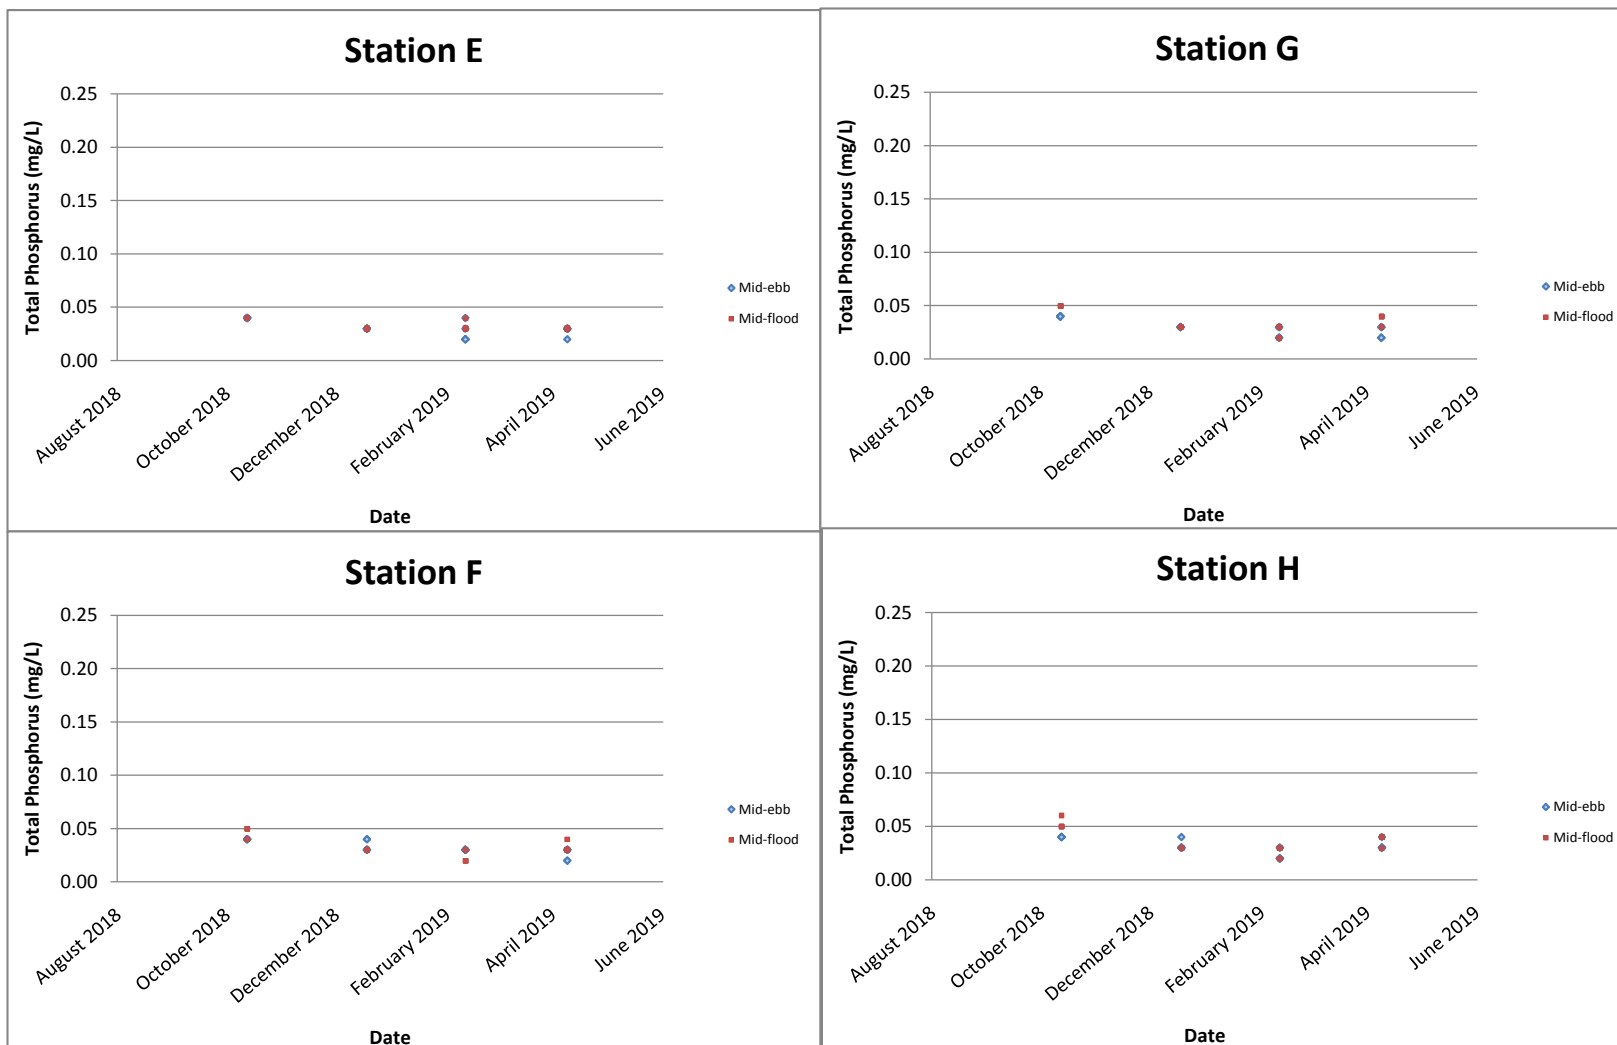 Station E
Total Phosphorus (mg/L)
0.25
0.20
0.15
0.10
0.05
0.00
August 2018
October 2018
December 2018
February 2019
April 2019
June 2019
Date
Mid-ebb
Mid-flood
Station G
Total Phosphorus (mg/L)
0.25
0.20
0.15
0.10
0.05
0.00
August 2018
October 2018
December 2018
February 2019
April 2019
June 2019
Date
Mid-ebb
Mid-flood
Station F
Total Phosphorus (mg/L)
0.25
0.20
0.15
0.10
0.05
0.00
August 2018
October 2018
December 2018
February 2019
April 2019
June 2019
Date
Mid-ebb
Mid-flood
Station H
Total Phosphorus (mg/L)
0.25
0.20
0.15
0.10
0.05
0.00
August 2018
October 2018
December 2018
February 2019
April 2019
June 2019
Date
Mid-ebb
Mid-flood